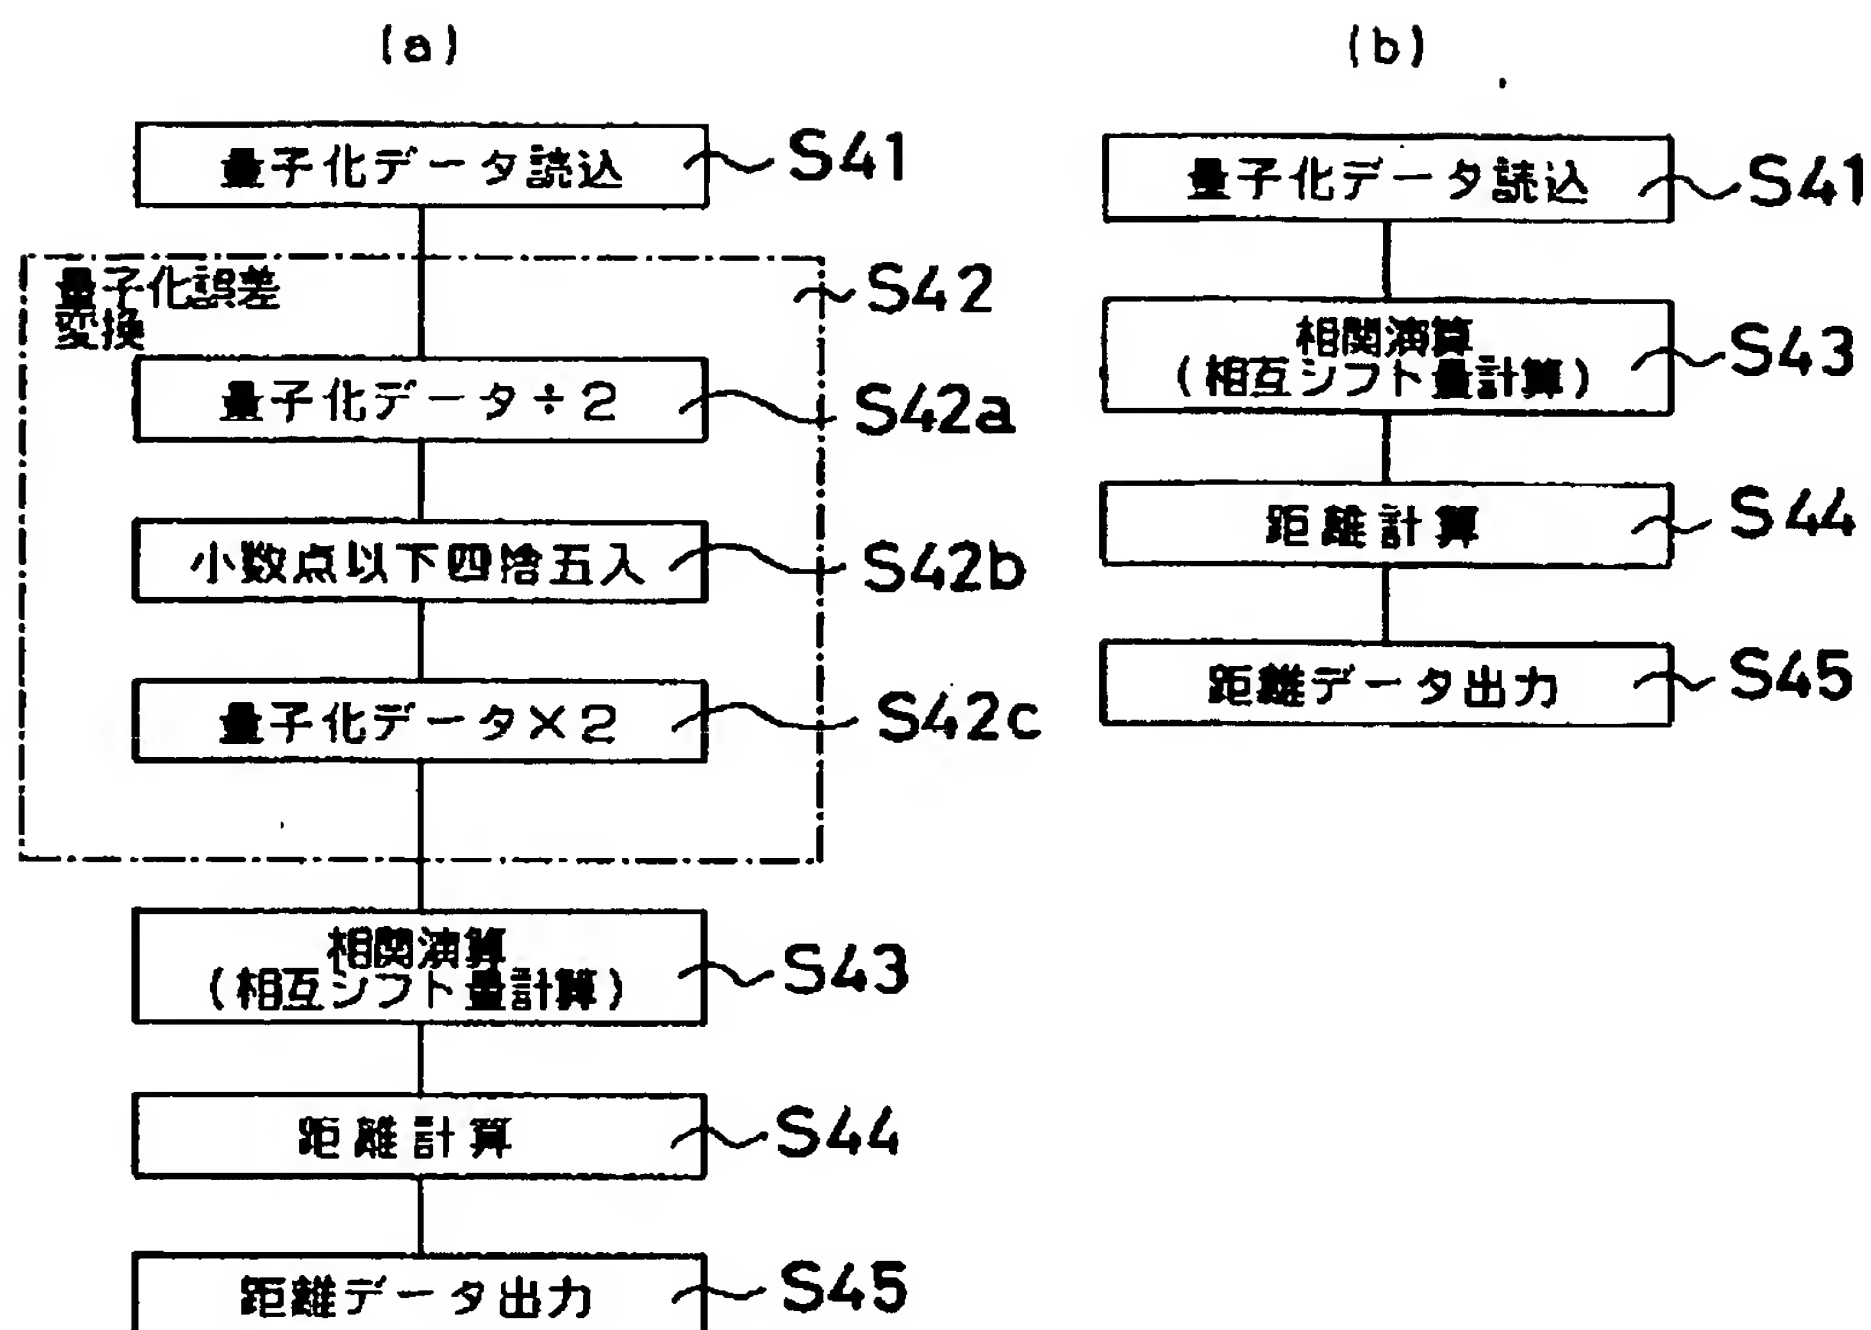 (a)
量子化データ読込
S41
量子化誤差
変換
S42
量子化データ÷2
S42a
小数点以下四捨五入
S42b
量子化データ×2
S42c
相関演算
(相互シフト量計算)
S43
距離計算
S44
距離データ出力
S45
(b)
量子化データ読込
S41
相関演算
(相互シフト量計算)
S43
距離計算
S44
距離データ出力
S45